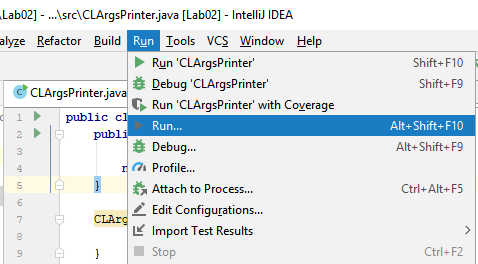 \Lab02] - ...\src\CLArgsPrinter.java [Lab02] - IntelliJ IDEA
alyze Refactor Build Run Tools VCS Window Help
CLArgsPrinter.java
Run 'CLArgsPrinter' Shift+F10
Debug 'CLArgsPrinter' Shift+F9
Run 'CLArgsPrinter' with Coverage
Run... Alt+Shift+F10
Debug... Alt+Shift+F9
Profile...
Attach to Process... Ctrl+Alt+F5
Edit Configurations...
Import Test Results
Stop Ctrl+F2
1 public cl
2 publi
3
4 n
5 }
6
7 CLArg
8
9 }